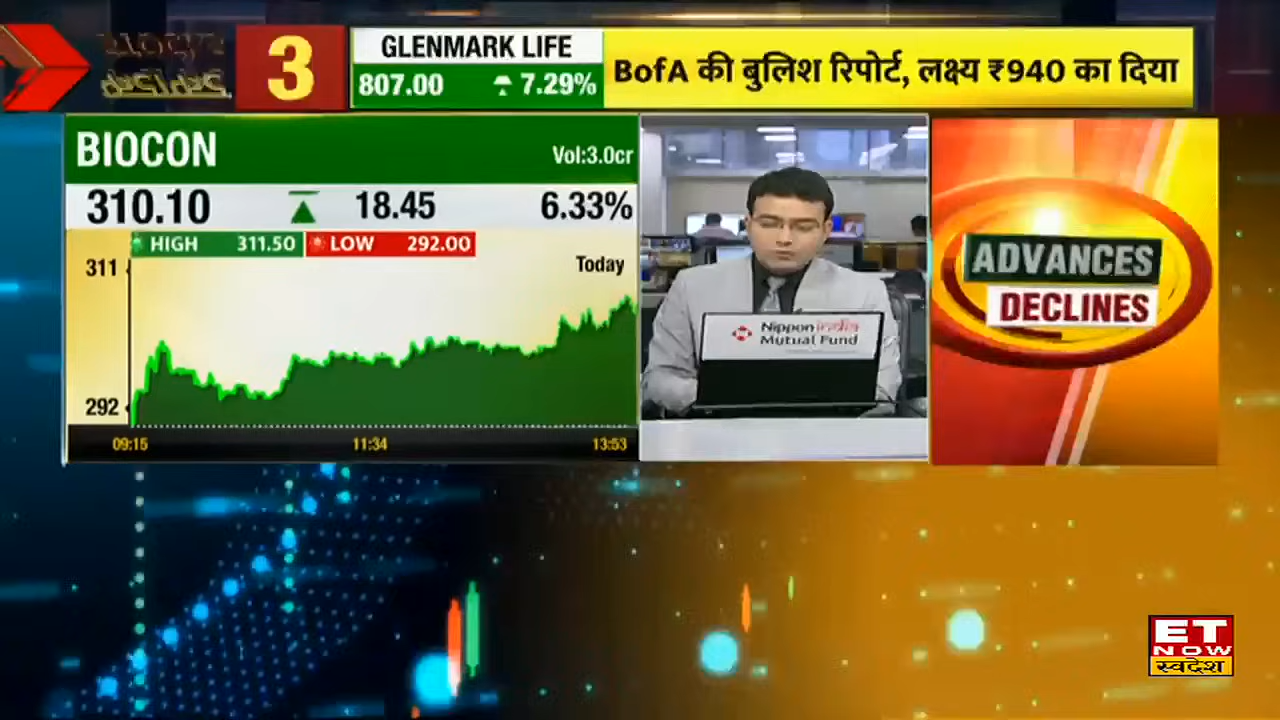 3
GLENMARK LIFE
807.00 7.29%
BofA की बुलिश रिपोर्ट, लक्ष्य ₹940 का दिया
BIOCON
Vol:3.0cr
310.10 18.45 6.33%
HIGH 311.50 LOW 292.00
311
Today
292
09:15 11:34 13:53
Nippon india
Mutual Fund
ADVANCES
DECLINES
ET
NOW
स्वदेश